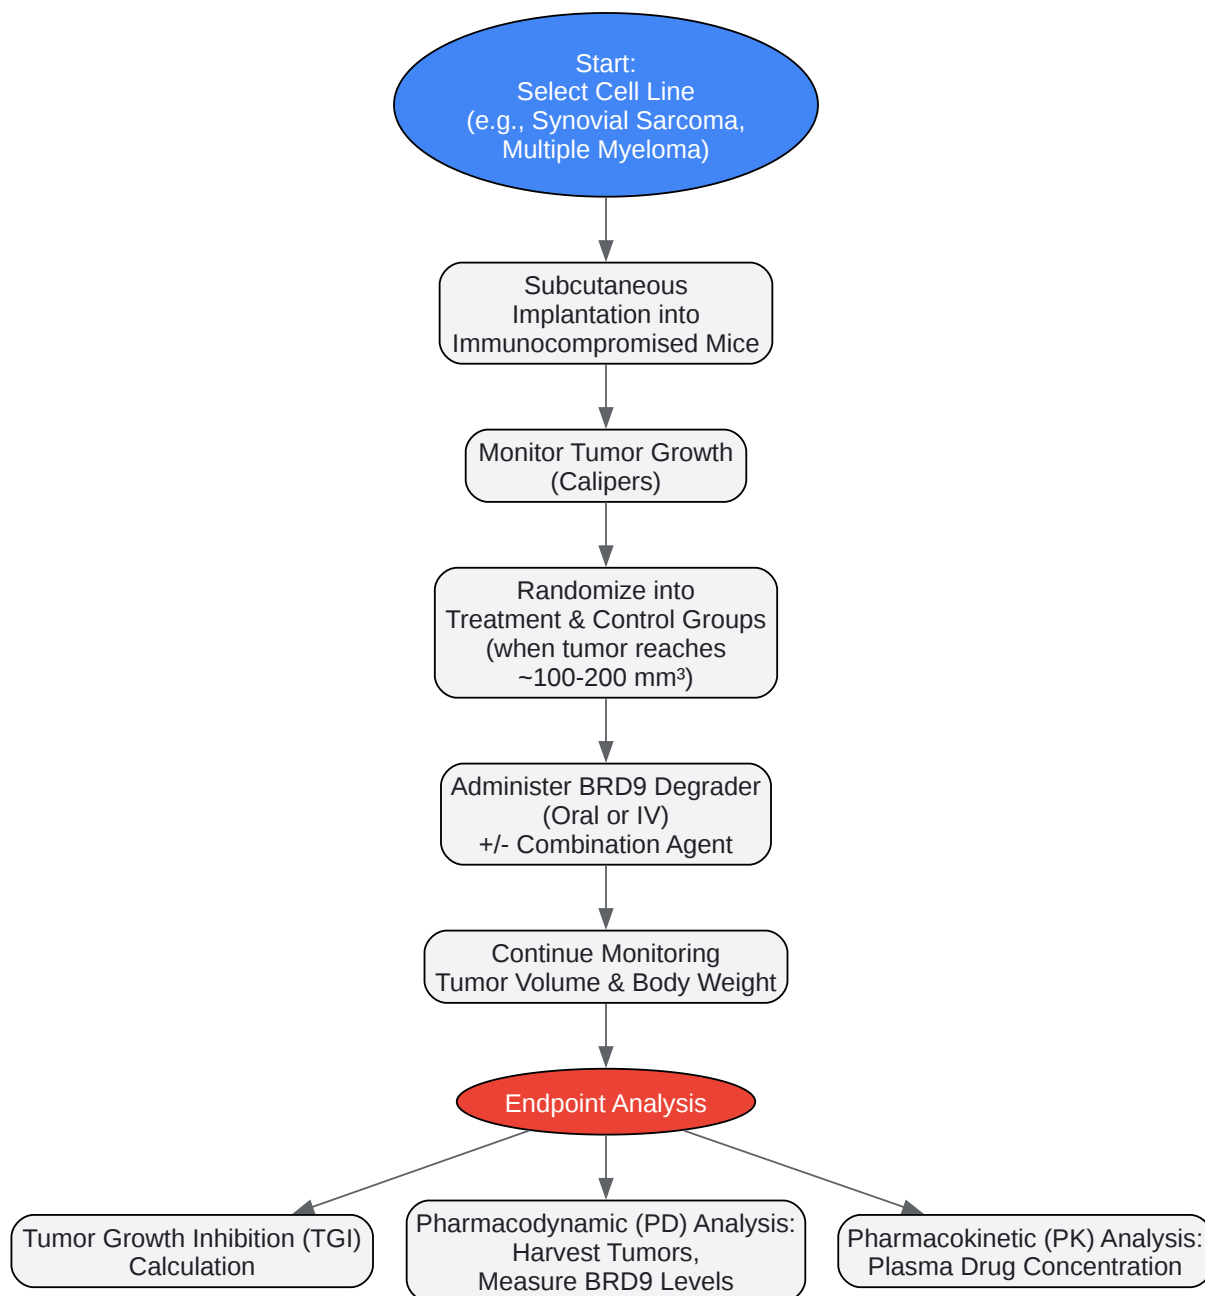 Start:
Select Cell Line
(e.g., Synovial Sarcoma,
Multiple Myeloma)
Subcutaneous
Implantation into
Immunocompromised Mice
Monitor Tumor Growth
(Calipers)
Randomize into
Treatment & Control Groups
(when tumor reaches
~100-200 mm³)
Administer BRD9 Degrader
(Oral or IV)
+/- Combination Agent
Continue Monitoring
Tumor Volume & Body Weight
Endpoint Analysis
Tumor Growth Inhibition (TGI)
Calculation
Pharmacodynamic (PD) Analysis:
Harvest Tumors,
Measure BRD9 Levels
Pharmacokinetic (PK) Analysis:
Plasma Drug Concentration